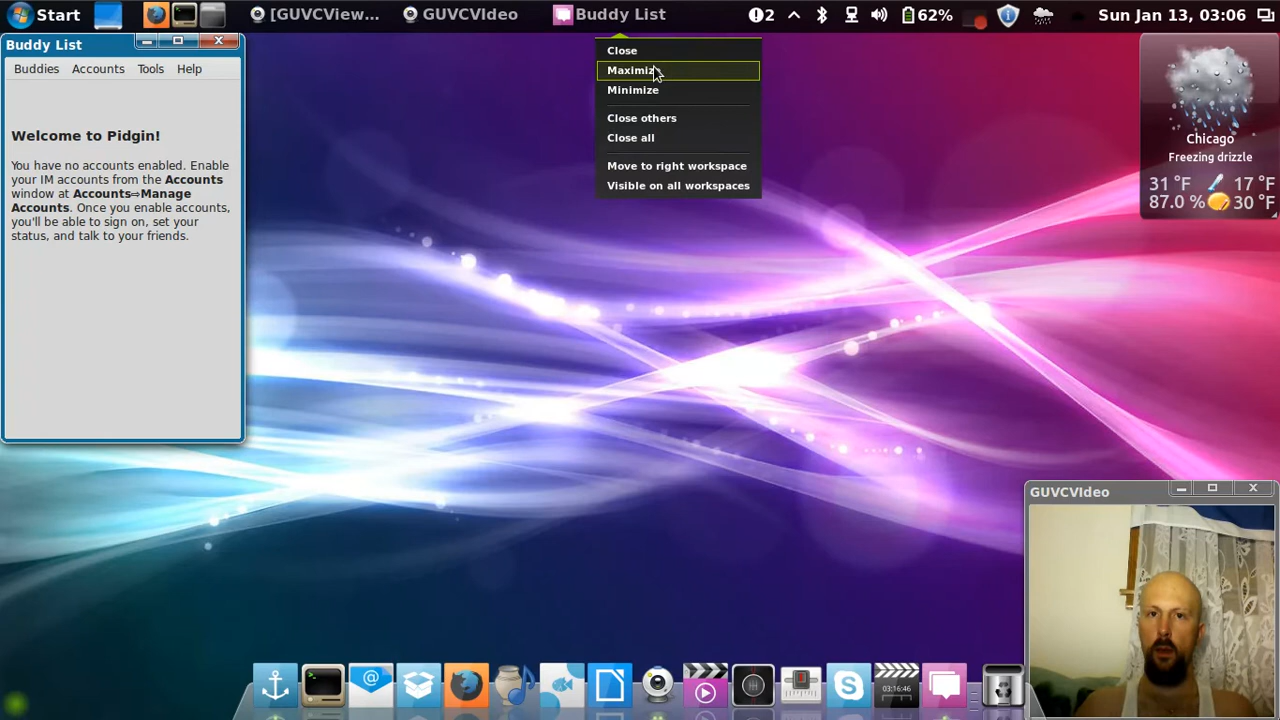 Start
[GUVCView...
GUVCVIdeo
Buddy List
2
62%
Sun Jan 13, 03:06
Buddy List
Buddies Accounts Tools Help
Welcome to Pidgin!
You have no accounts enabled. Enable
your IM accounts from the Accounts
window at Accounts⇨Manage
Accounts. Once you enable accounts,
you'll be able to sign on, set your
status, and talk to your friends.
Close
Maximize
Minimize
Close others
Close all
Move to right workspace
Visible on all workspaces
Chicago
Freezing drizzle
31 °F 17 °F
87.0 % 30 °F
GUVCVIdeo
>_
@
03:16:46